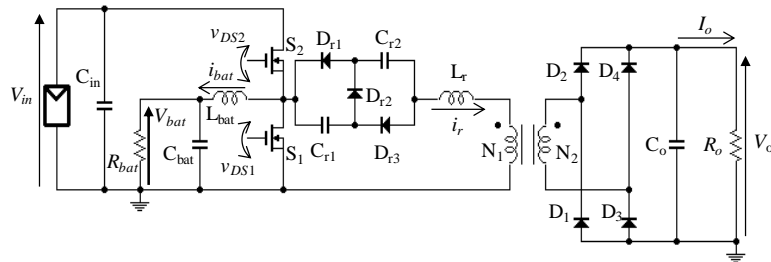 V_in
C_in
v_DS2
S_2
i_bat
D_r1
C_r2
D_r2
L_r
i_r
V_bat
L_bat
R_bat
C_bat
v_DS1
S_1
C_r1
D_r3
N_1
N_2
D_2
D_4
D_1
D_3
I_o
C_o
R_o
V_o